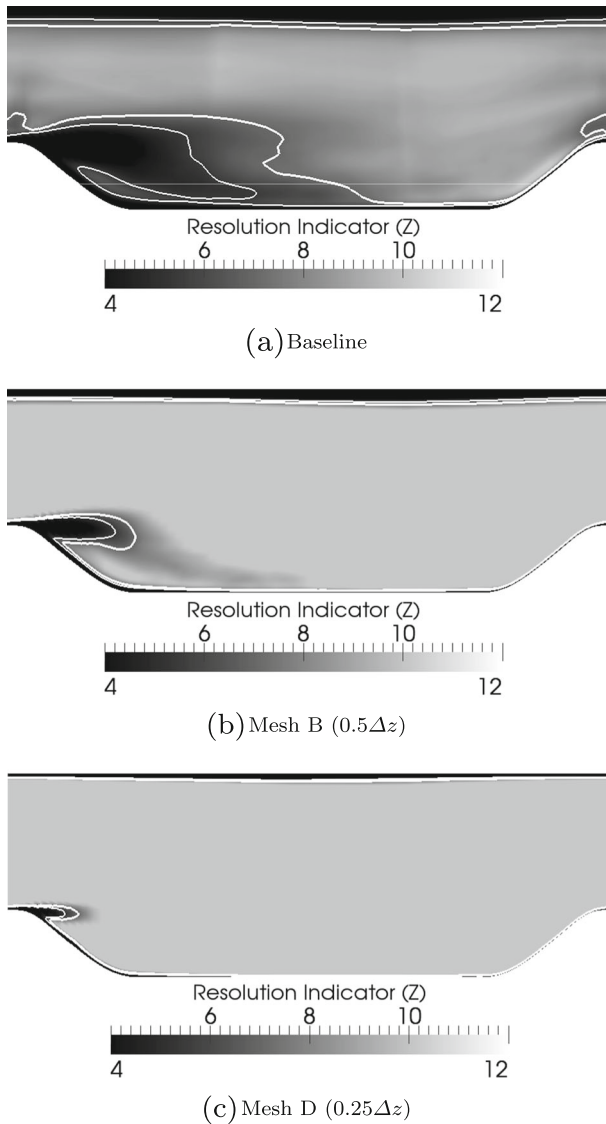 Resolution Indicator (Z)
6 8 10
4 12
(a) Baseline
Resolution Indicator (Z)
6 8 10
4 12
(b) Mesh B (0.5Δz)
Resolution Indicator (Z)
6 8 10
4 12
(c) Mesh D (0.25Δz)